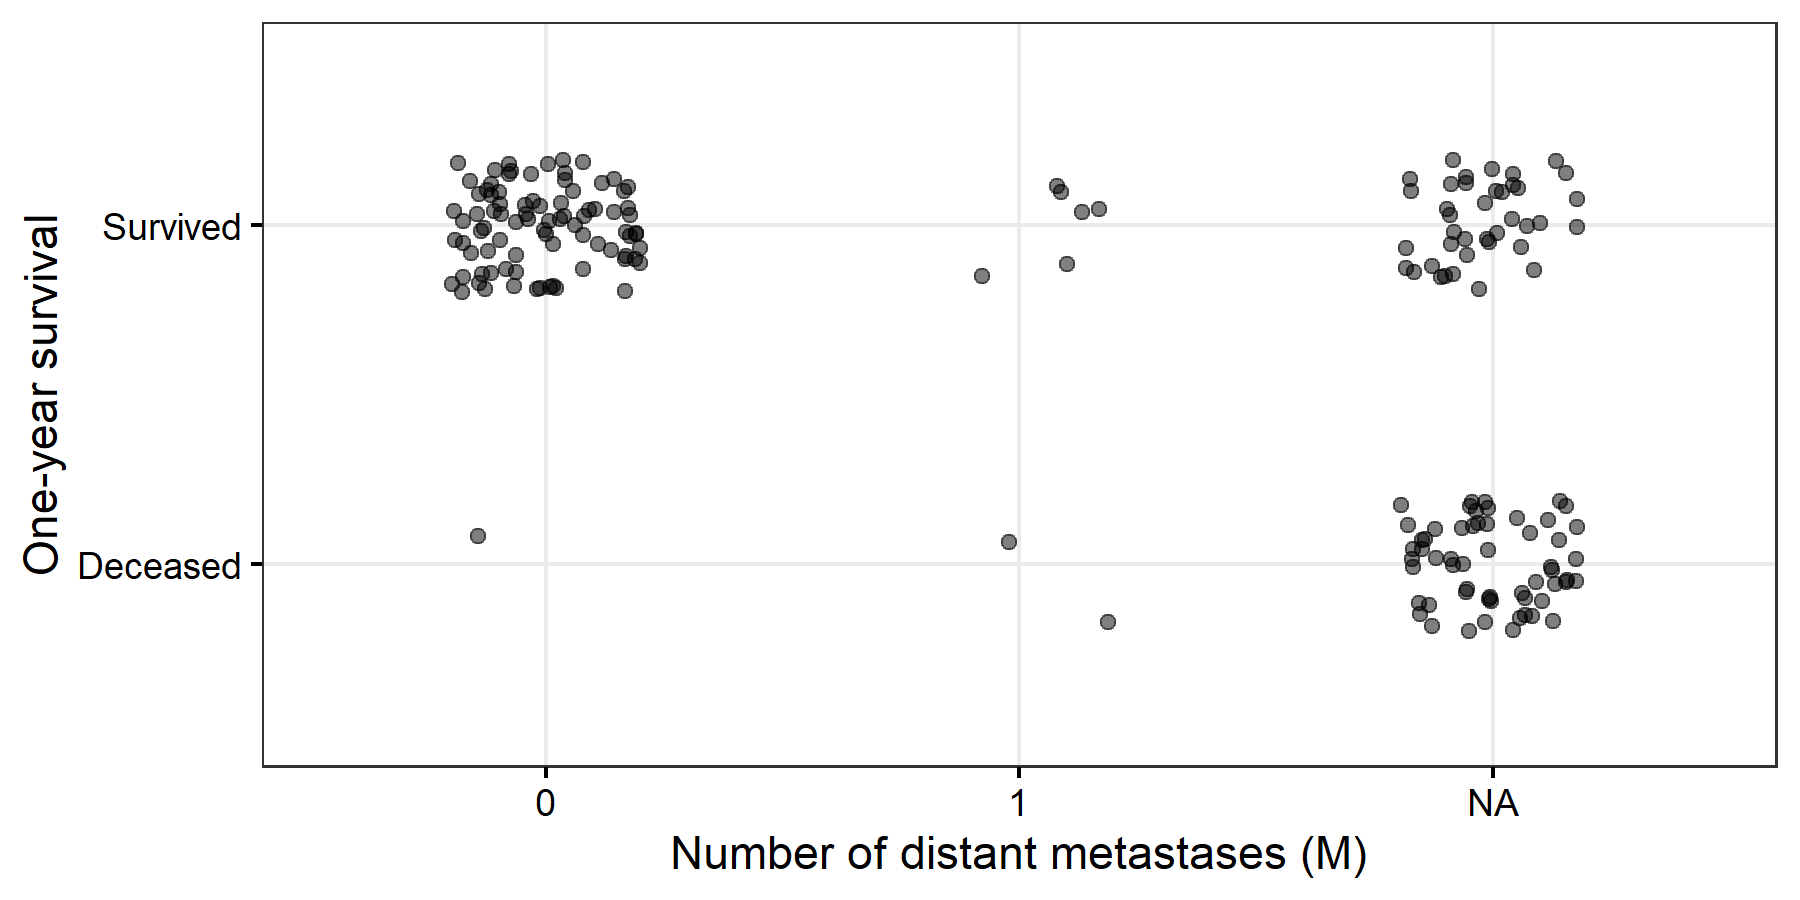 One-year survival
Survived
Deceased
0 1 NA
Number of distant metastases (M)